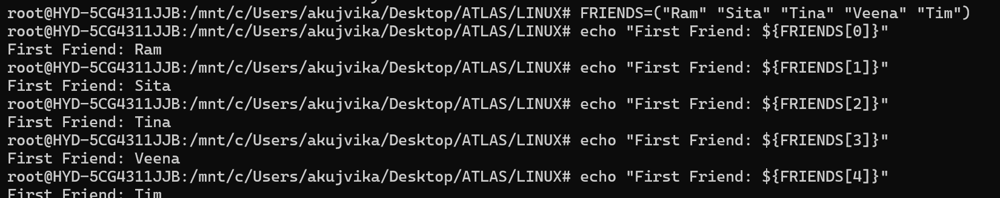 root@HYD-5CG4311JJB:/mnt/c/Users/akujvika/Desktop/ATLAS/LINUX# FRIENDS=("Ram" "Sita" "Tina" "Veena" "Tim")
root@HYD-5CG4311JJB:/mnt/c/Users/akujvika/Desktop/ATLAS/LINUX# echo "First Friend: ${FRIENDS[0]}"
First Friend: Ram
root@HYD-5CG4311JJB:/mnt/c/Users/akujvika/Desktop/ATLAS/LINUX# echo "First Friend: ${FRIENDS[1]}"
First Friend: Sita
root@HYD-5CG4311JJB:/mnt/c/Users/akujvika/Desktop/ATLAS/LINUX# echo "First Friend: ${FRIENDS[2]}"
First Friend: Tina
root@HYD-5CG4311JJB:/mnt/c/Users/akujvika/Desktop/ATLAS/LINUX# echo "First Friend: ${FRIENDS[3]}"
First Friend: Veena
root@HYD-5CG4311JJB:/mnt/c/Users/akujvika/Desktop/ATLAS/LINUX# echo "First Friend: ${FRIENDS[4]}"
First Friend: Tim